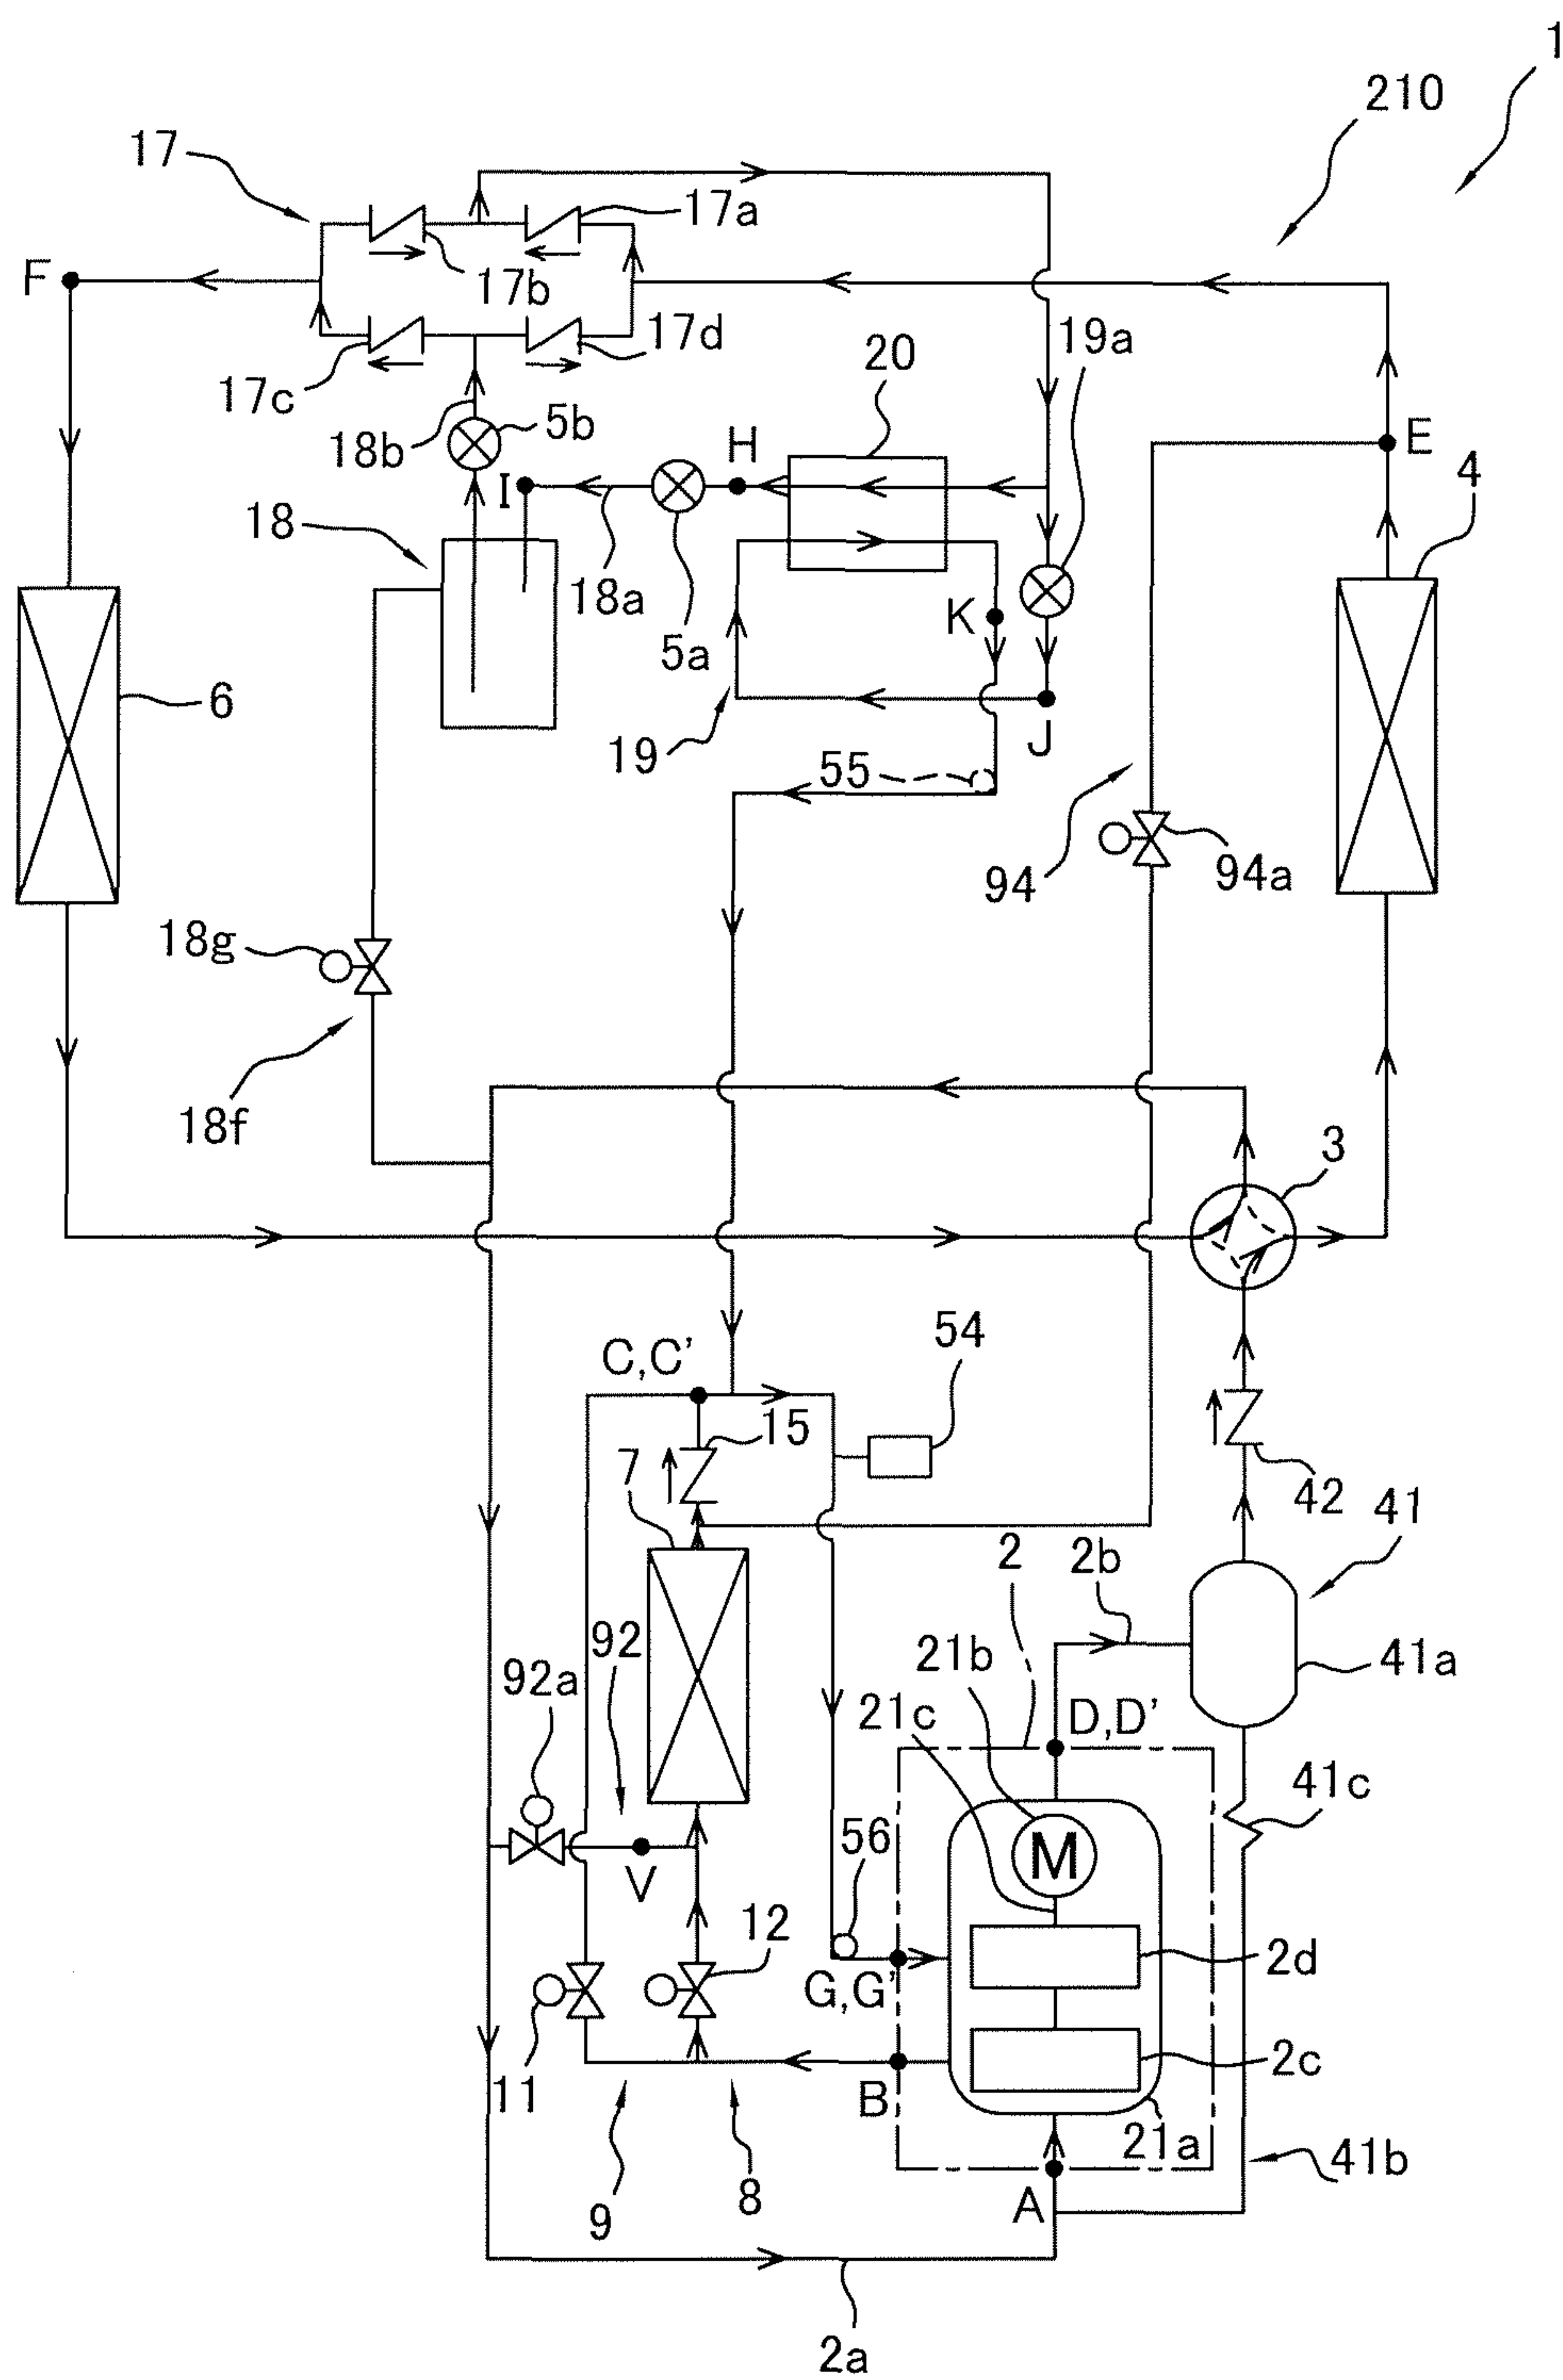 1
210
17
17a
F
17b
17d
19a
20
17c
18b
5b
H
E
I
4
18
18a
K
5a
6
19
J
55
94
94a
18g
18f
3
54
C,C'
15
7
42
41
2
2b
92
21b
41a
92a
21c
D,D'
41c
56
M
V
12
2d
G,G'
2c
11
B
21a
41b
A
8
9
2a